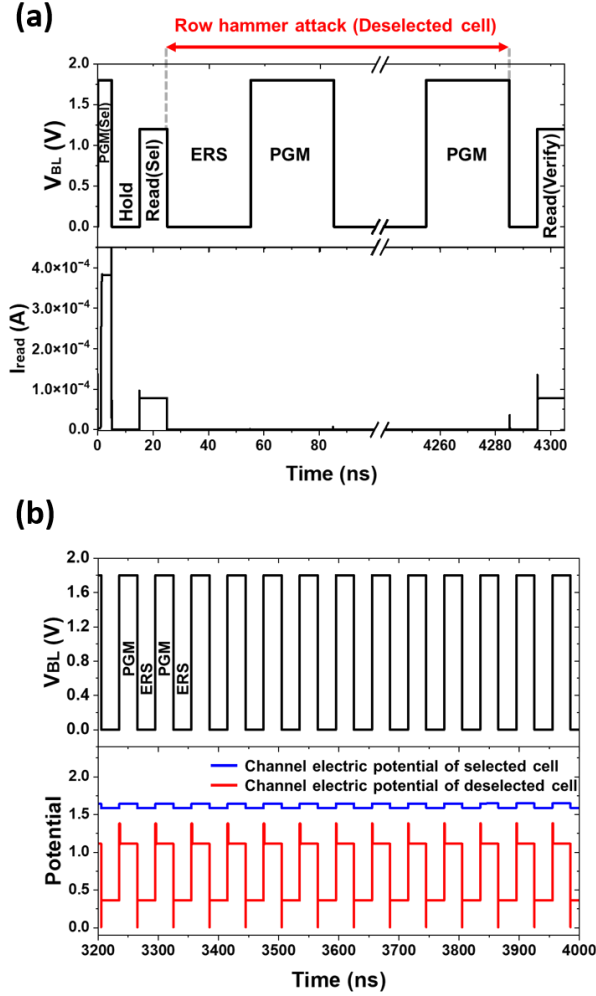 (a)
Row hammer attack (Deselected cell)
2.0
1.5
1.0
0.5
0.0
V_BL (V)
PGM(Sel)
Hold
Read(Sel)
ERS
PGM
PGM
Read(Verify)
4.0×10⁻⁴
3.0×10⁻⁴
2.0×10⁻⁴
1.0×10⁻⁴
0.0
I_read (A)
0 20 40 60 80 4260 4280 4300
Time (ns)
(b)
2.0
1.6
1.2
0.8
0.4
0.0
V_BL (V)
PGM
ERS
PGM
ERS
Channel electric potential of selected cell
Channel electric potential of deselected cell
2.0
1.5
1.0
0.5
0.0
Potential
3200 3300 3400 3500 3600 3700 3800 3900 4000
Time (ns)